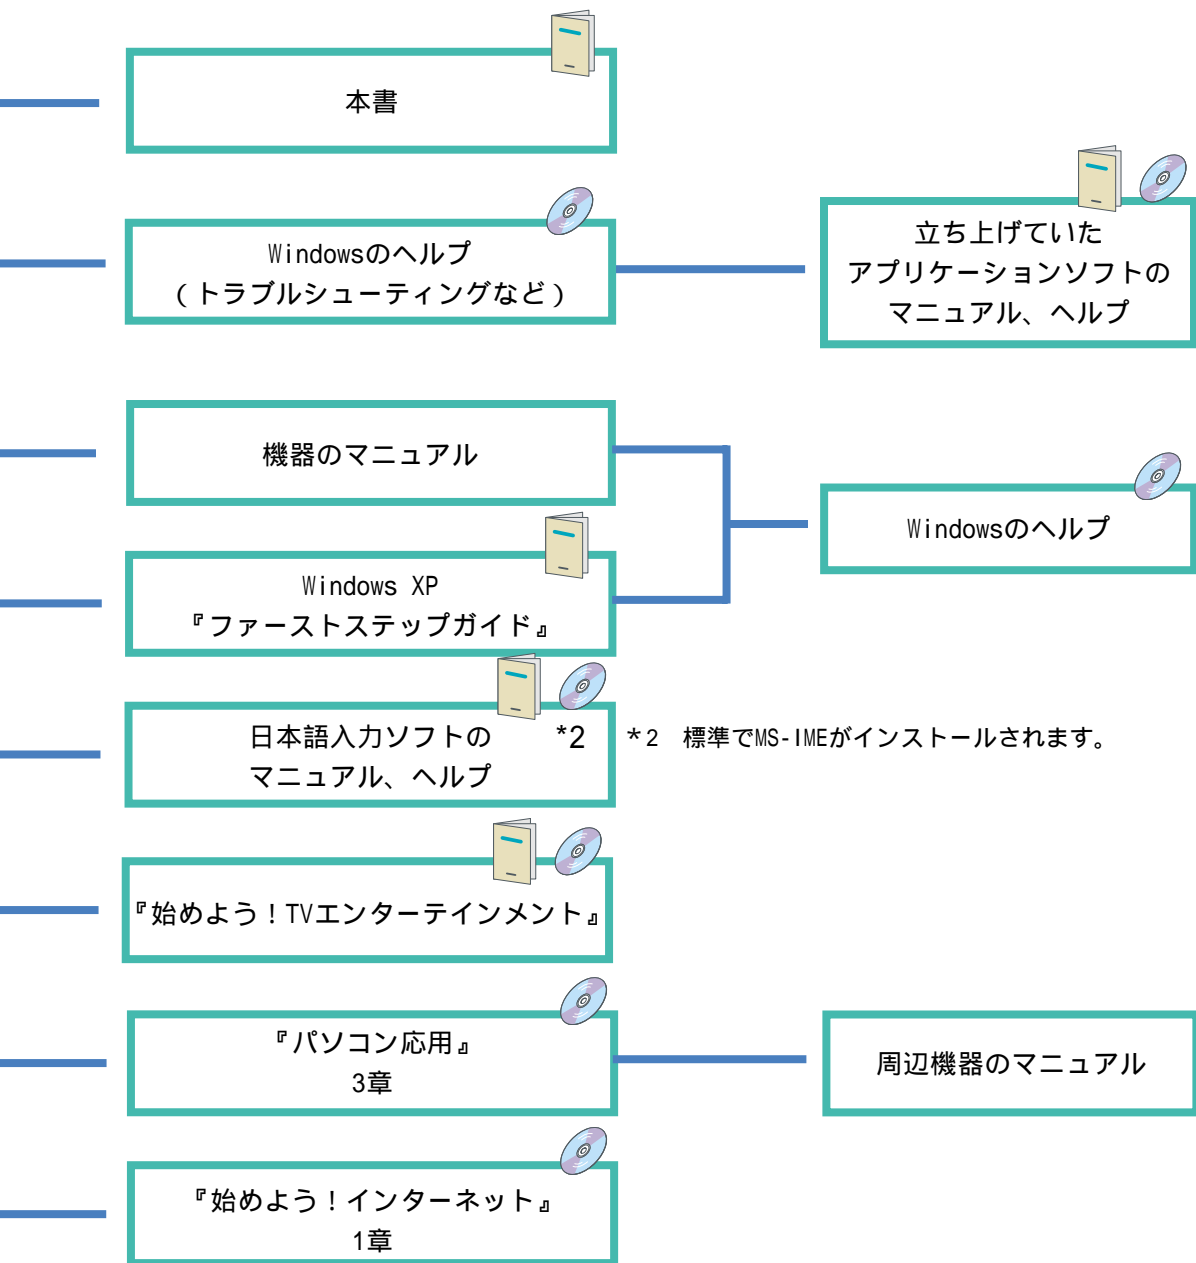 本書
Windowsのヘルプ
（トラブルシューティングなど）
立ち上げていた
アプリケーションソフトの
マニュアル、ヘルプ
機器のマニュアル
Windowsのヘルプ
Windows XP
『ファーストステップガイド』
日本語入力ソフトの *2
マニュアル、ヘルプ
＊2 標準でMS-IMEがインストールされます。
『始めよう！TVエンターテインメント』
『パソコン応用』
3章
周辺機器のマニュアル
『始めよう！インターネット』
1章